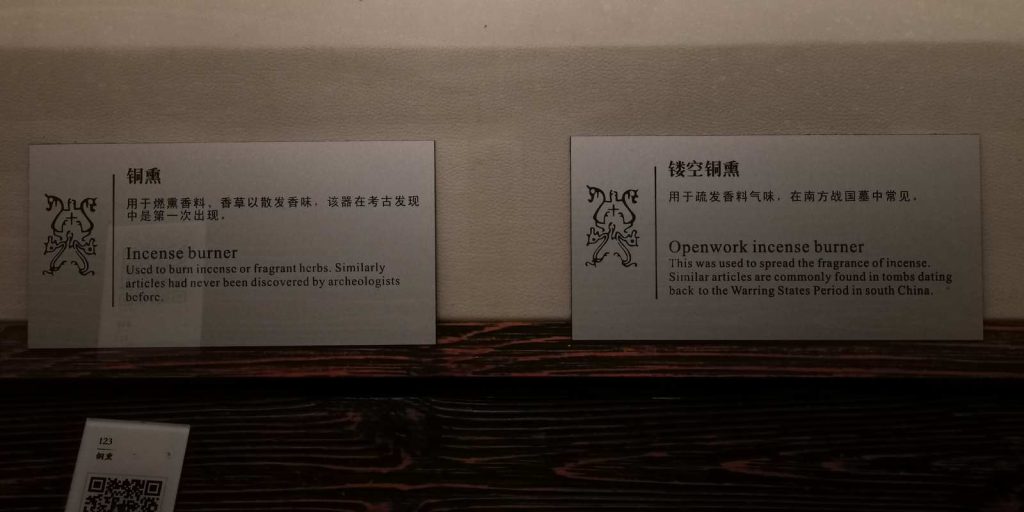 铜熏
用于燃熏香料、香草以散发香味，该器在考古发现
中是第一次出现。
Incense burner
Used to burn incense or fragrant herbs. Similarly
articles had never been discovered by archeologists
before.
镂空铜熏
用于疏发香料气味，在南方战国墓中常见。
Openwork incense burner
This was used to spread the fragrance of incense.
Similar articles are commonly found in tombs dating
back to the Warring States Period in south China.
123
铜熏